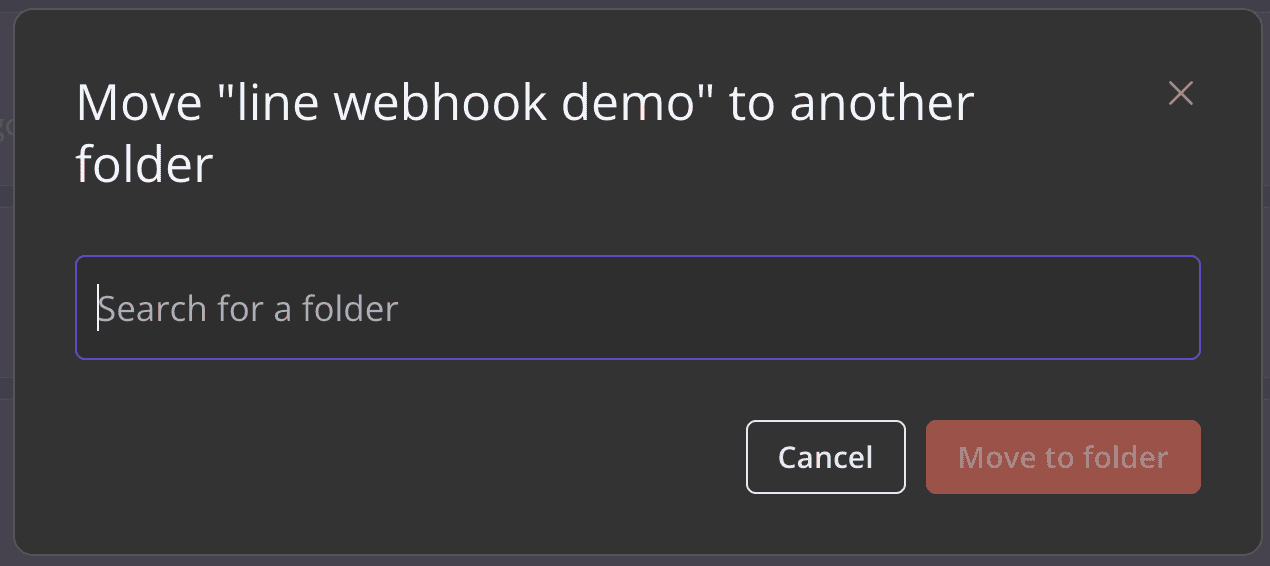 Move "line webhook demo" to another
folder
Search for a folder
Cancel
Move to folder